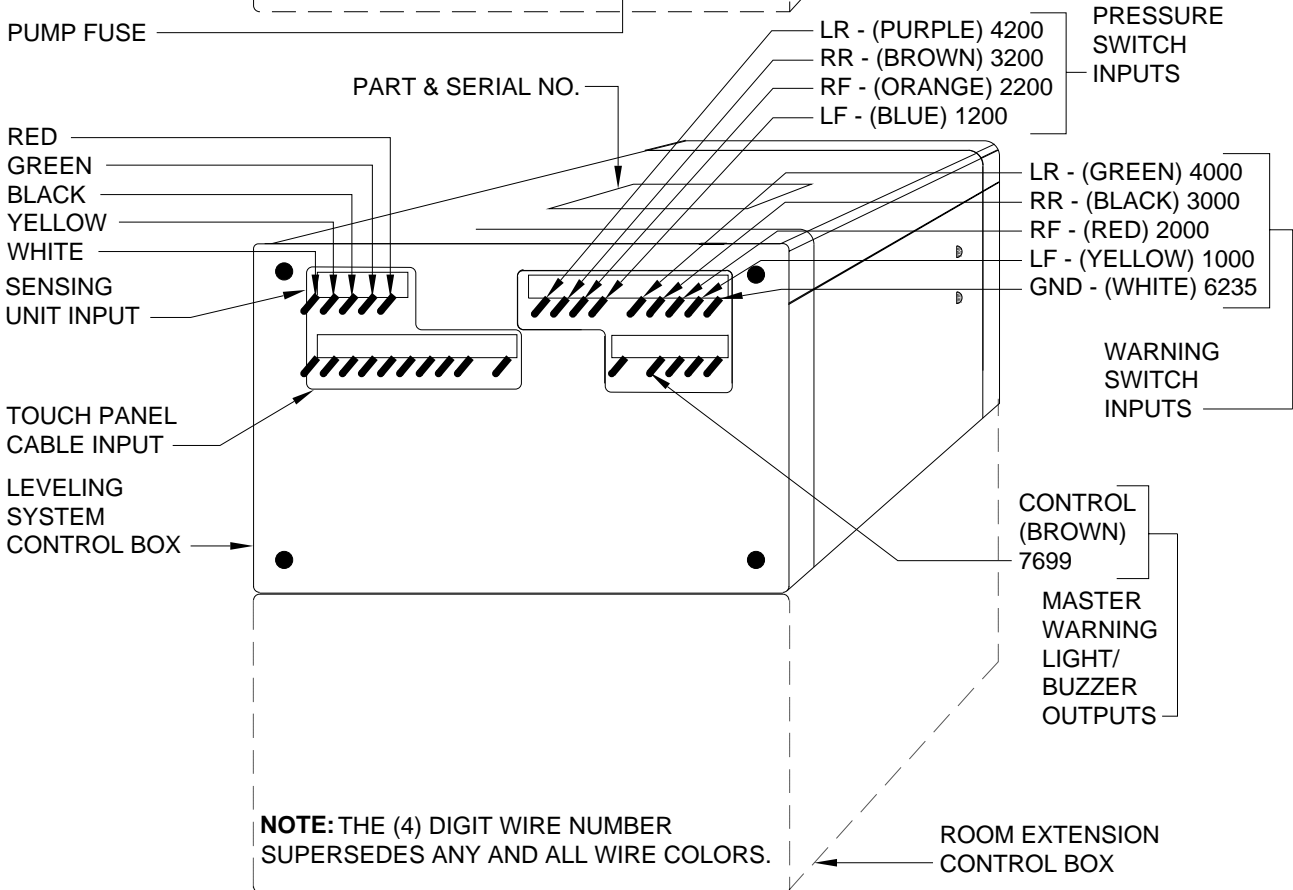 PUMP FUSE
LR - (PURPLE) 4200
RR - (BROWN) 3200
RF - (ORANGE) 2200
LF - (BLUE) 1200
PRESSURE
SWITCH
INPUTS
PART & SERIAL NO.
RED
GREEN
BLACK
YELLOW
WHITE
SENSING
UNIT INPUT
LR - (GREEN) 4000
RR - (BLACK) 3000
RF - (RED) 2000
LF - (YELLOW) 1000
GND - (WHITE) 6235
WARNING
SWITCH
INPUTS
TOUCH PANEL
CABLE INPUT
LEVELING
SYSTEM
CONTROL BOX
CONTROL
(BROWN)
7699
MASTER
WARNING
LIGHT/
BUZZER
OUTPUTS
NOTE: THE (4) DIGIT WIRE NUMBER
SUPERSEDES ANY AND ALL WIRE COLORS.
ROOM EXTENSION
CONTROL BOX